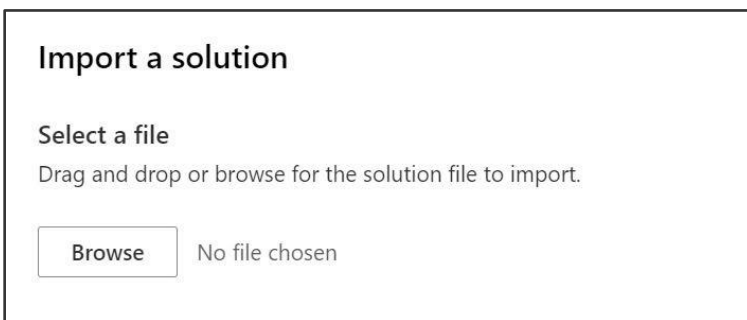 Import a solution
Select a file
Drag and drop or browse for the solution file to import.
Browse No file chosen